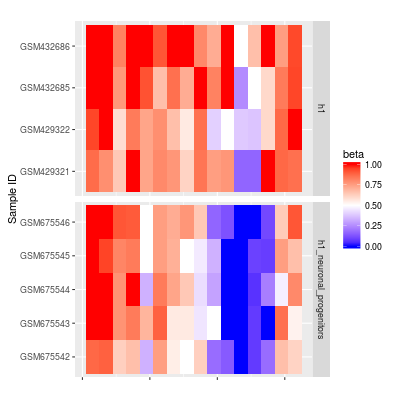 GSM432686
GSM432685
GSM429322
GSM429321
h1
GSM675546
GSM675545
GSM675544
GSM675543
GSM675542
h1_neuronal_progenitors
Sample ID
beta
1.00
0.75
0.50
0.25
0.00